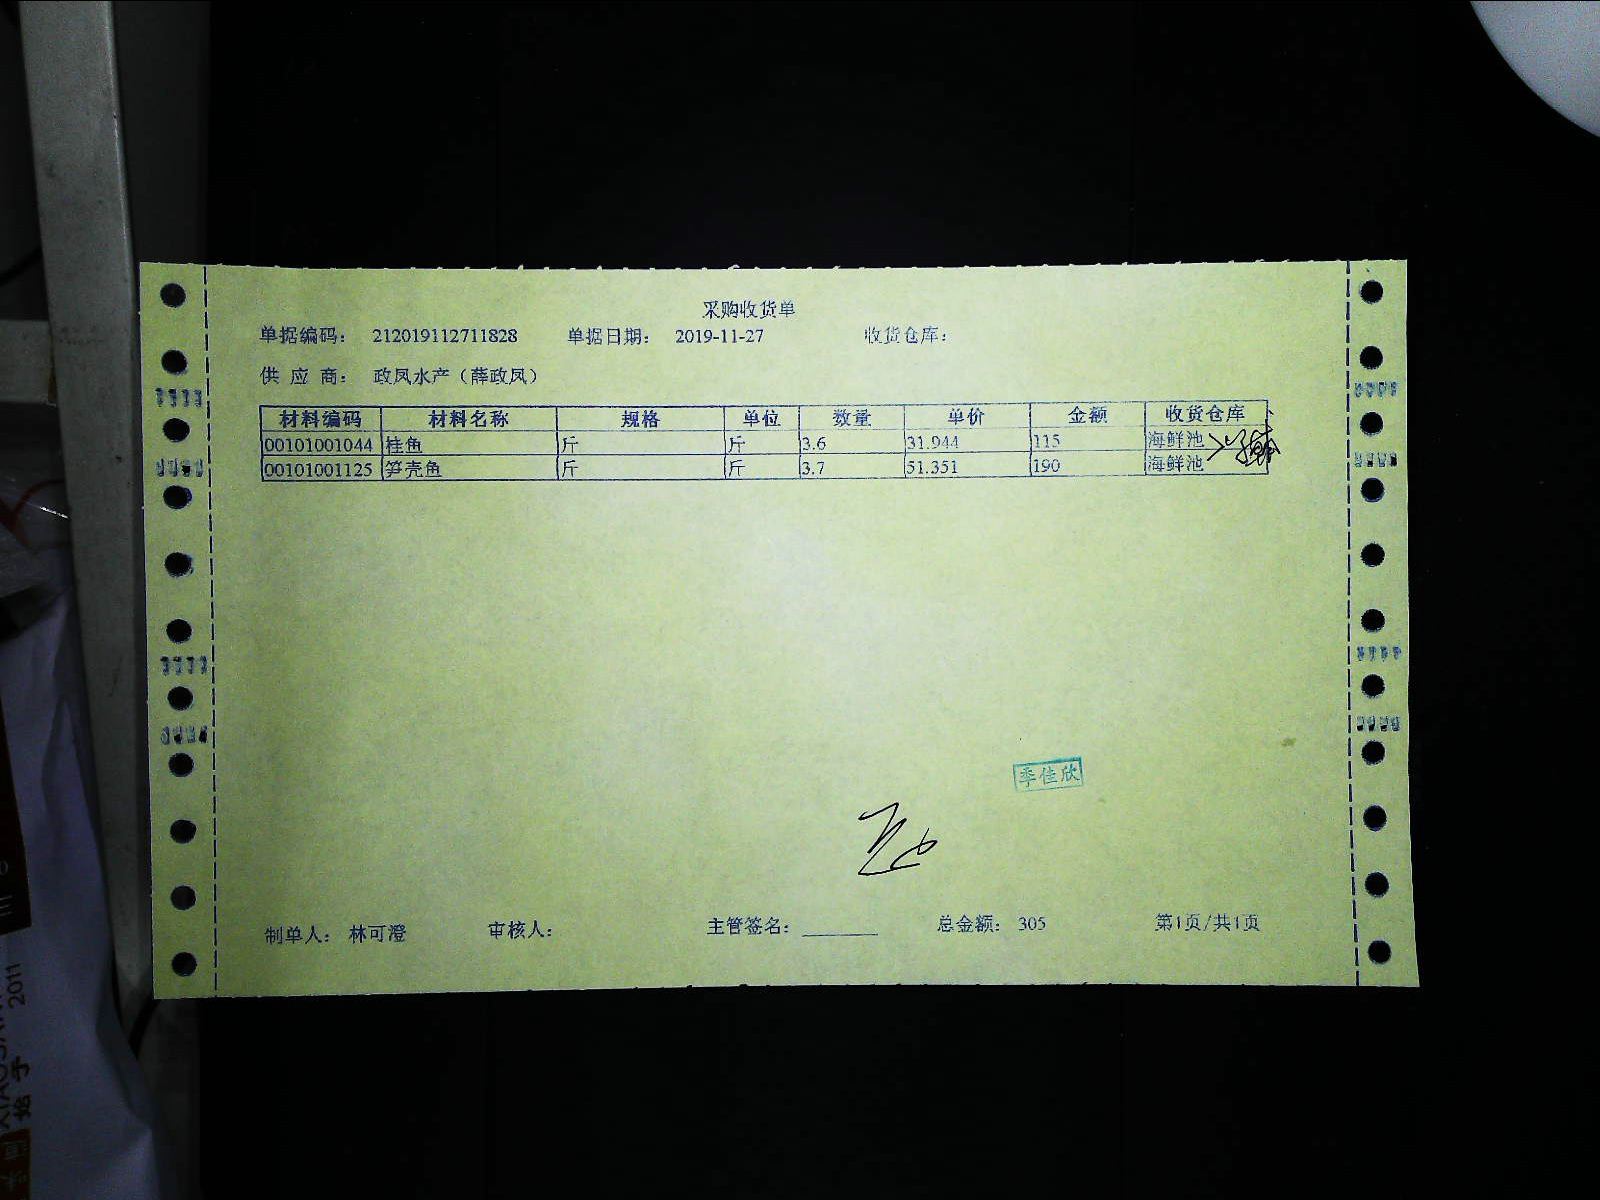 采购收货单
单据编码: 212019112711828 单据日期: 2019-11-27 收货仓库:
供应商: 政凤水产（薛政凤）
材料编码 材料名称 规格 单位 数量 单价 金额 收货仓库
00101001044 桂鱼 斤 斤 3.6 31.944 115 海鲜池
00101001125 笋壳鱼 斤 斤 3.7 51.351 190 海鲜池
季佳欣
制单人: 林可澄 审核人: 主管签名: ________ 总金额: 305 第1页/共1页
2011